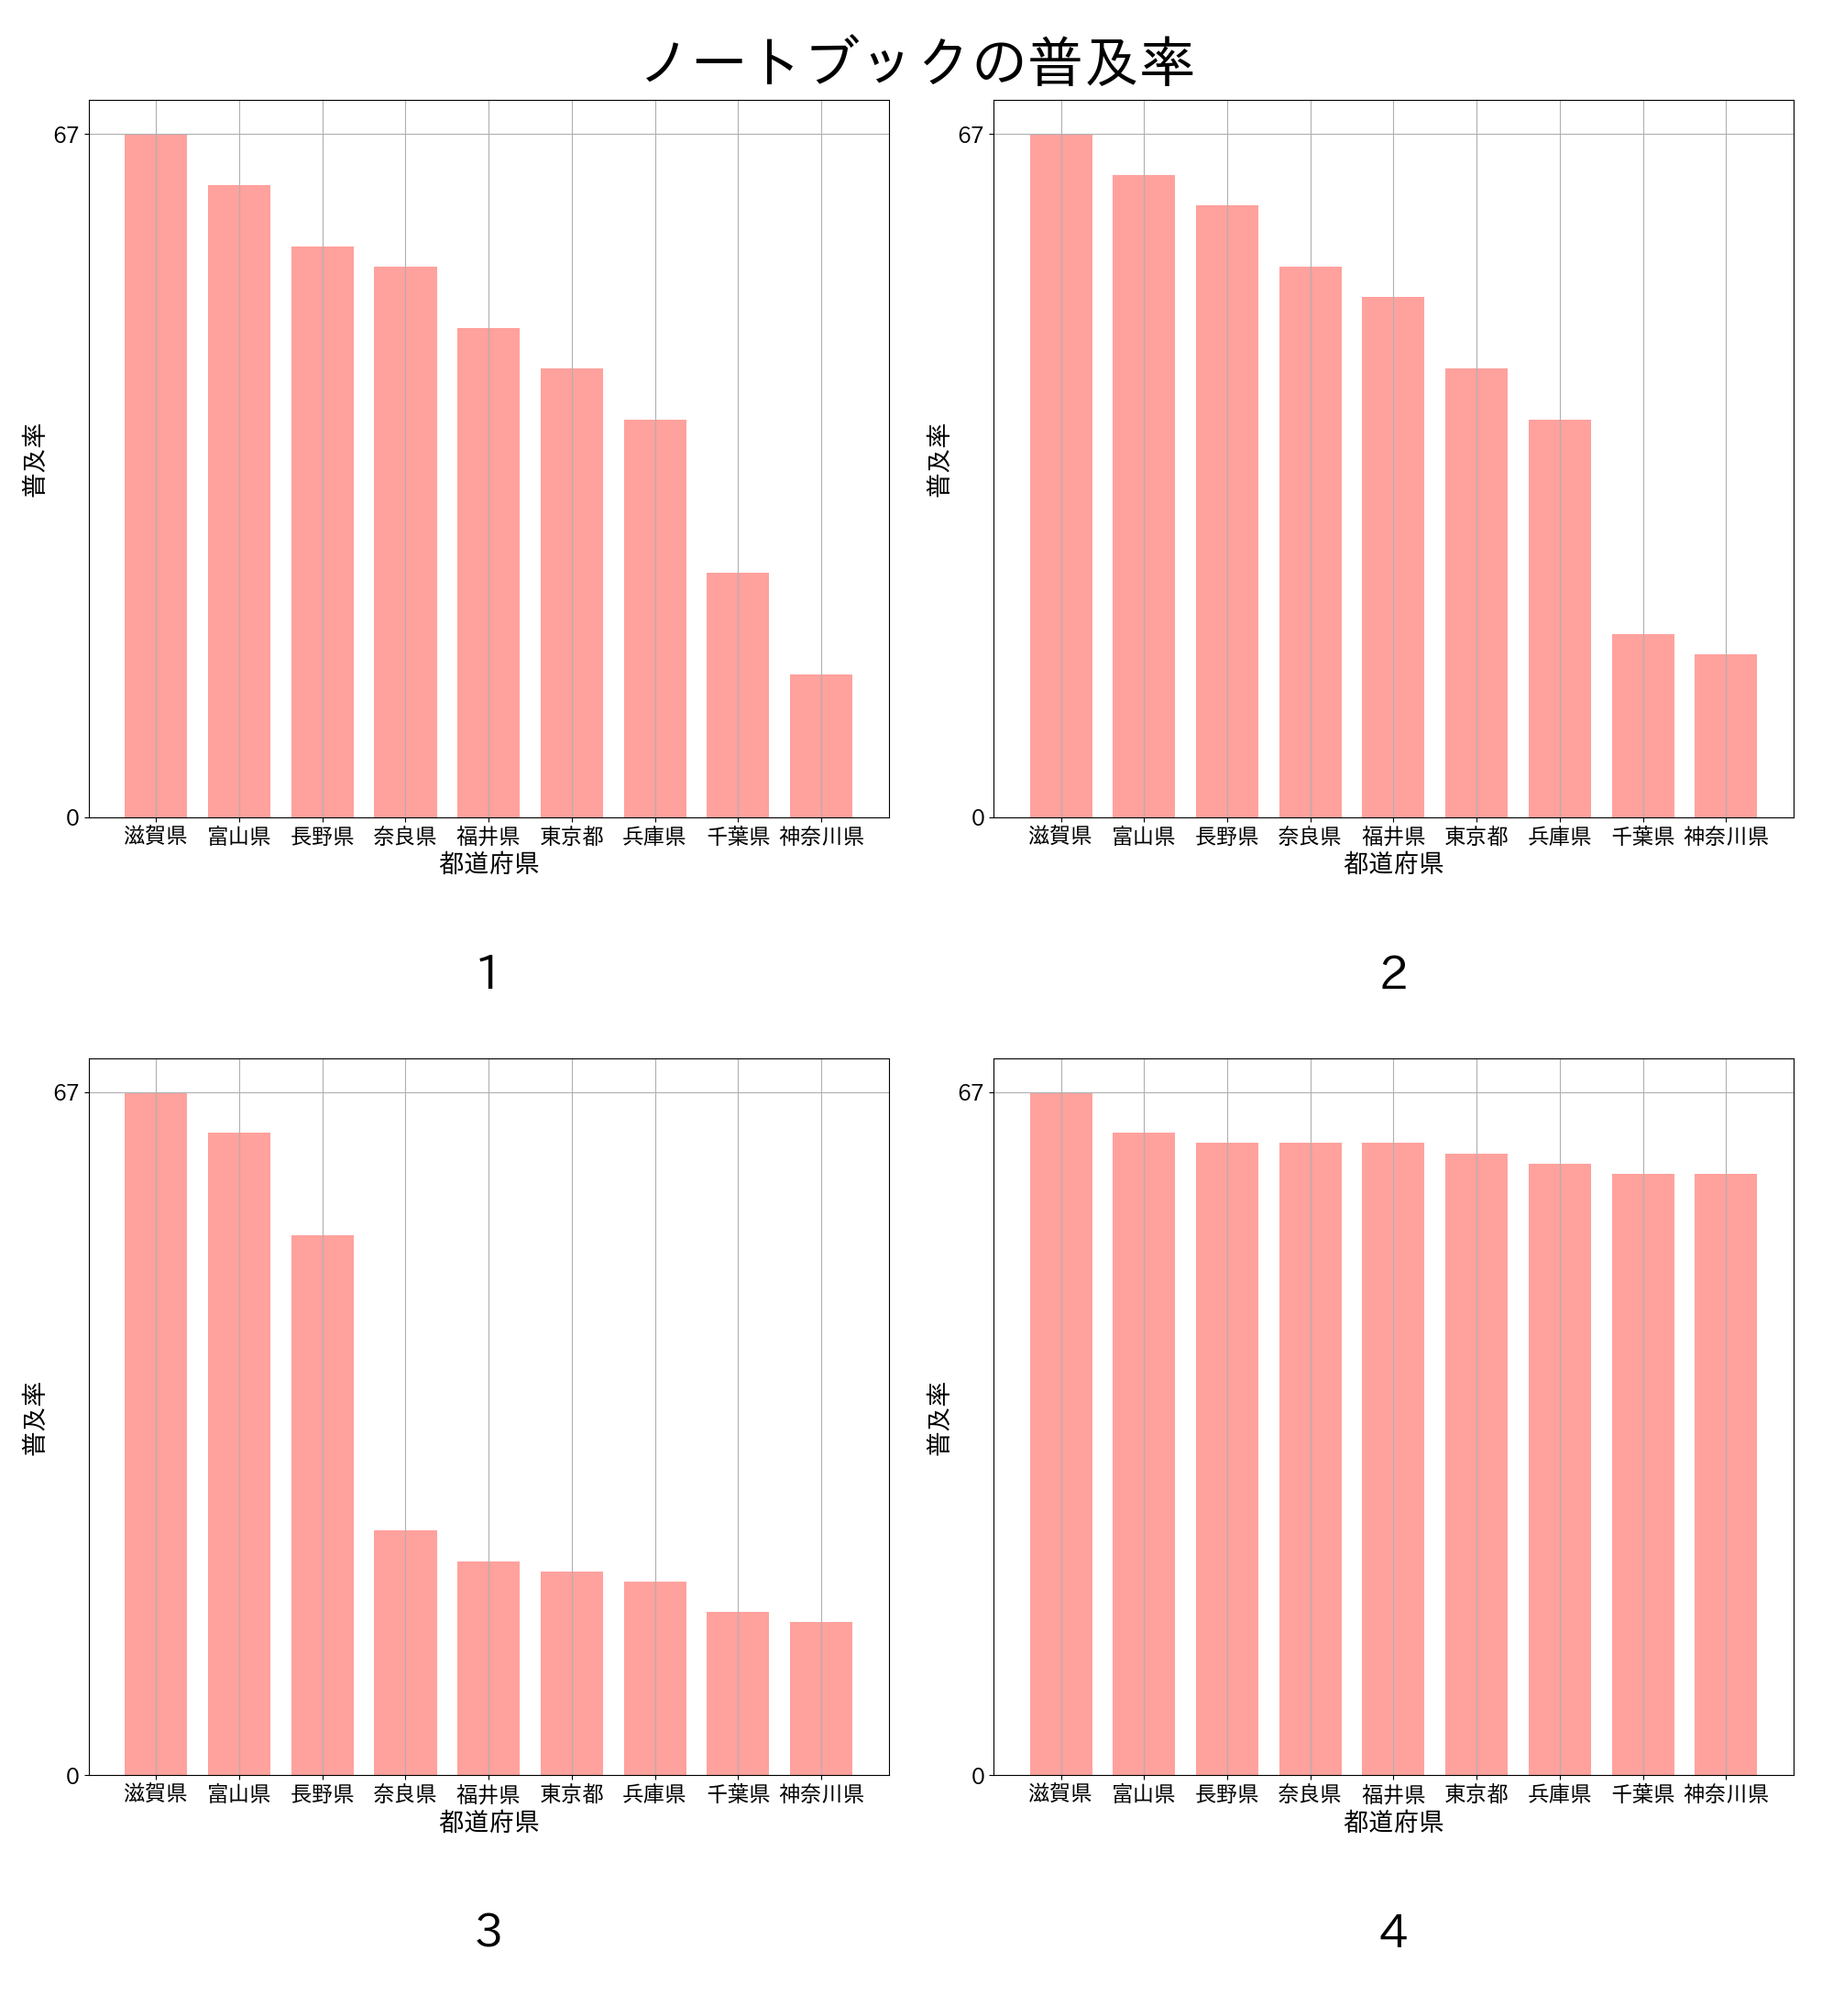 ノートブックの普及率
67
0
普及率
滋賀県 富山県 長野県 奈良県 福井県 東京都 兵庫県 千葉県 神奈川県
都道府県
1
67
0
普及率
滋賀県 富山県 長野県 奈良県 福井県 東京都 兵庫県 千葉県 神奈川県
都道府県
2
67
0
普及率
滋賀県 富山県 長野県 奈良県 福井県 東京都 兵庫県 千葉県 神奈川県
都道府県
3
67
0
普及率
滋賀県 富山県 長野県 奈良県 福井県 東京都 兵庫県 千葉県 神奈川県
都道府県
4